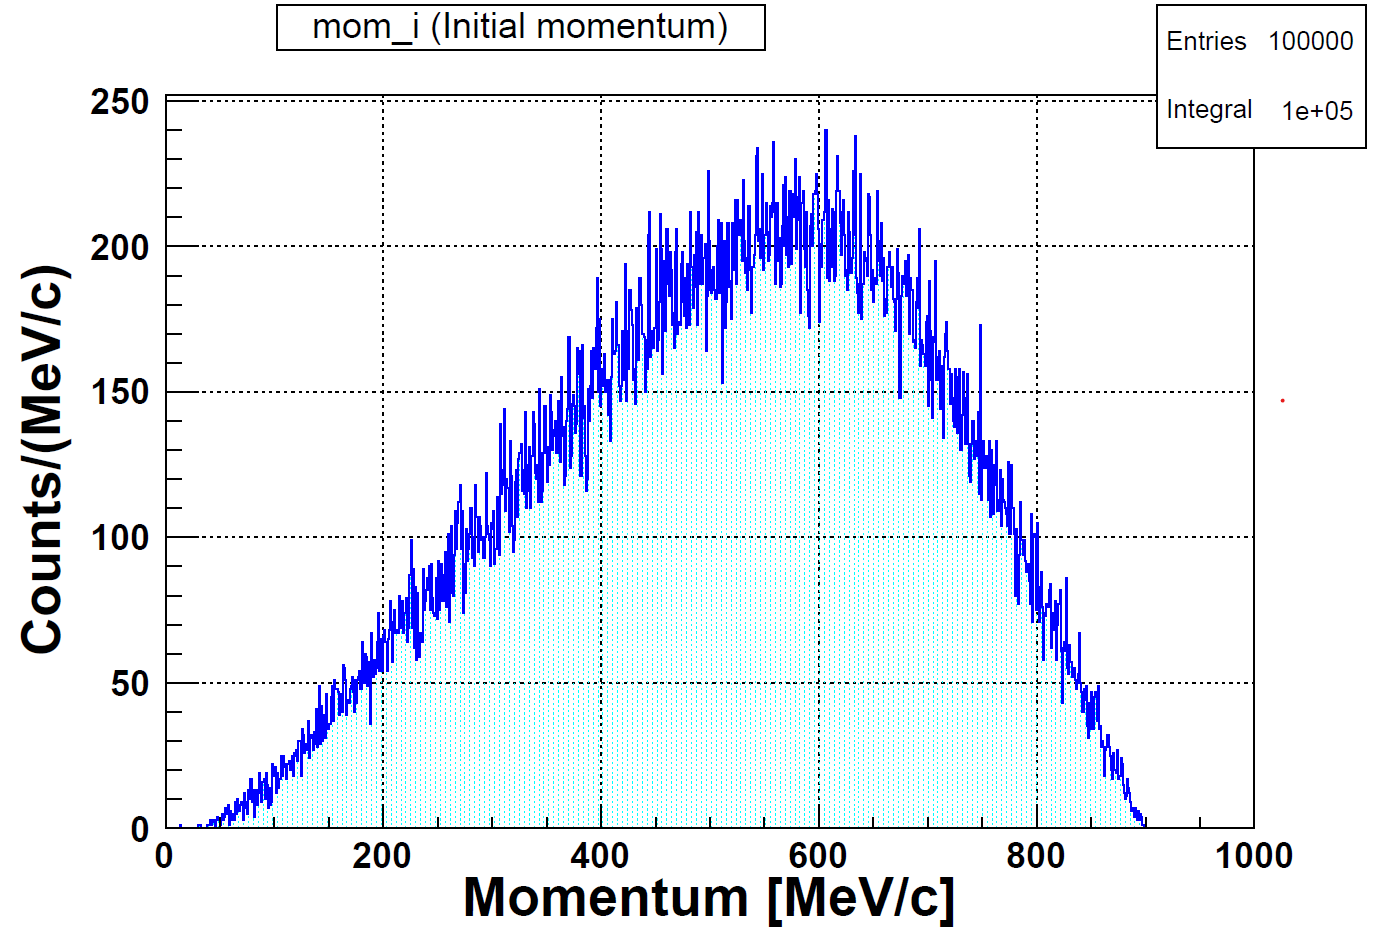 mom_i (Initial momentum)
Entries 100000
Integral 1e+05
Counts/(MeV/c)
250
200
150
100
50
0
0 200 400 600 800 1000
Momentum [MeV/c]